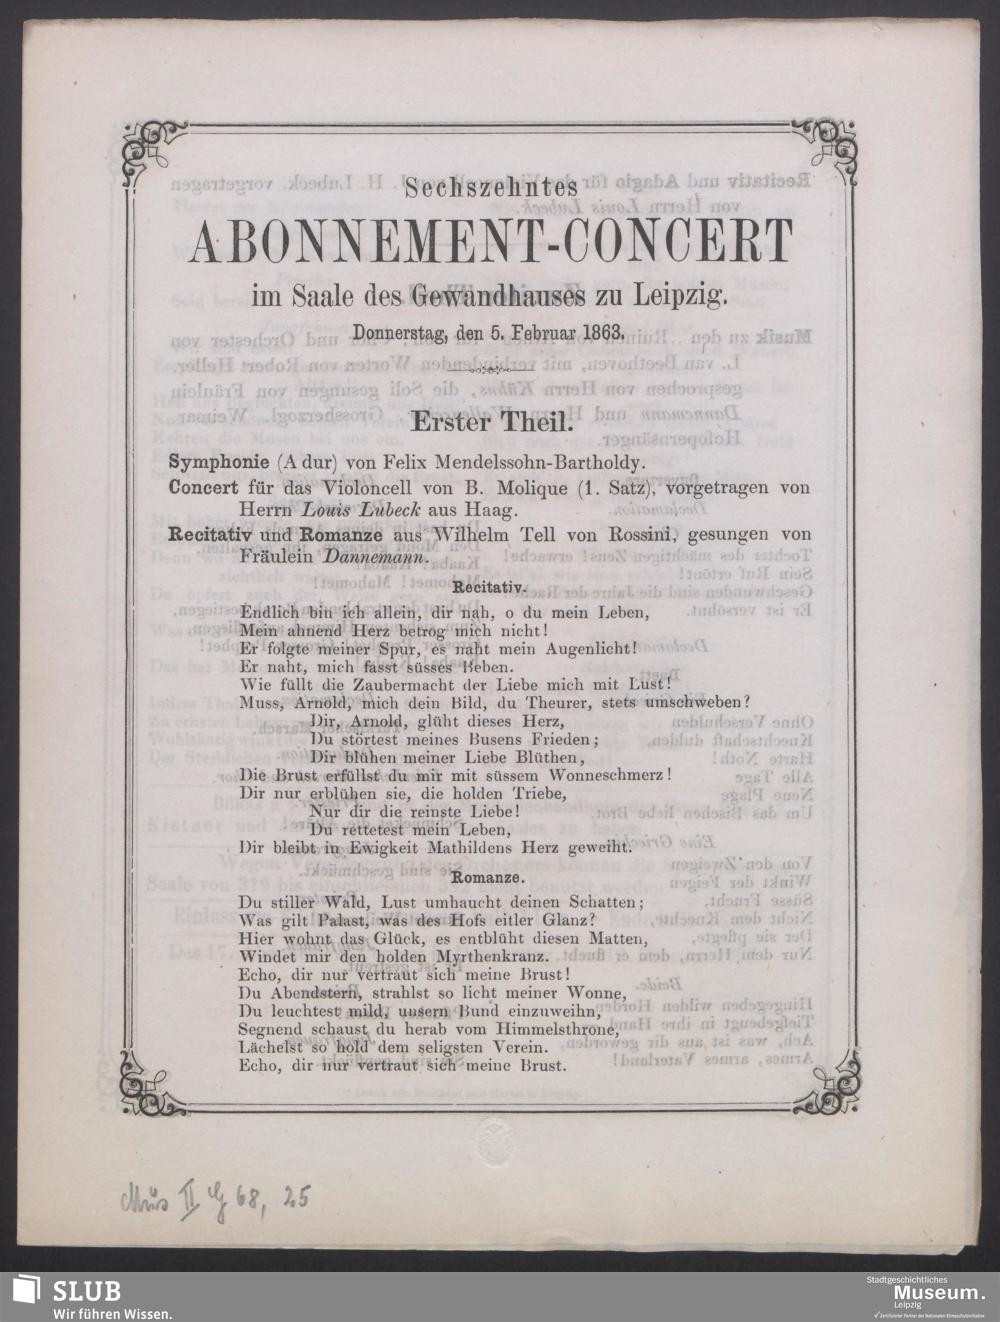 Sechszehntes
ABONNEMENT-CONCERT
im Saale des Gewandhauses zu Leipzig.
Donnerstag, den 5. Februar 1863.
Erster Theil.
Symphonie (A dur) von Felix Mendelssohn-Bartholdy.
Concert für das Violoncell von B. Molique (1. Satz), vorgetragen von
Herrn Louis Lübeck aus Haag.
Recitativ und Romanze aus Wilhelm Tell von Rossini, gesungen von
Fräulein Dannemann.
Recitativ.
Endlich bin ich allein, dir nah, o du mein Leben,
Mein ahnend Herz betrog mich nicht!
Er folgte meiner Spur, es naht mein Augenlicht!
Er naht, mich fasst süsses Beben.
Wie füllt die Zaubermacht der Liebe mich mit Lust!
Muss, Arnold, mich dein Bild, du Theurer, stets umschweben?
Dir, Arnold, glüht dieses Herz,
Du störtest meines Busens Frieden;
Dir blühen meiner Liebe Blüthen,
Die Brust erfüllst du mir mit süssem Wonneschmerz!
Dir nur erblühen sie, die holden Triebe,
Nur dir die reinste Liebe!
Du rettetest mein Leben,
Dir bleibt in Ewigkeit Mathildens Herz geweiht.
Romanze.
Du stiller Wald, Lust umhaucht deinen Schatten;
Was gilt Palast, was des Hofs eitler Glanz?
Hier wohnt das Glück, es entblüht diesen Matten,
Windet mir den holden Myrthenkranz.
Echo, dir nur vertraut sich meine Brust!
Du Abendstern, strahlst so licht meiner Wonne,
Du leuchtest mild, unsern Bund einzuweihn,
Segnend schaust du herab vom Himmelsthrone,
Lächelst so hold dem seligsten Verein.
Echo, dir nur vertraut sich meine Brust.
Mus II G 68, 25
SLUB
Wir führen Wissen.
Stadtgeschichtliches
Museum.
Leipzig